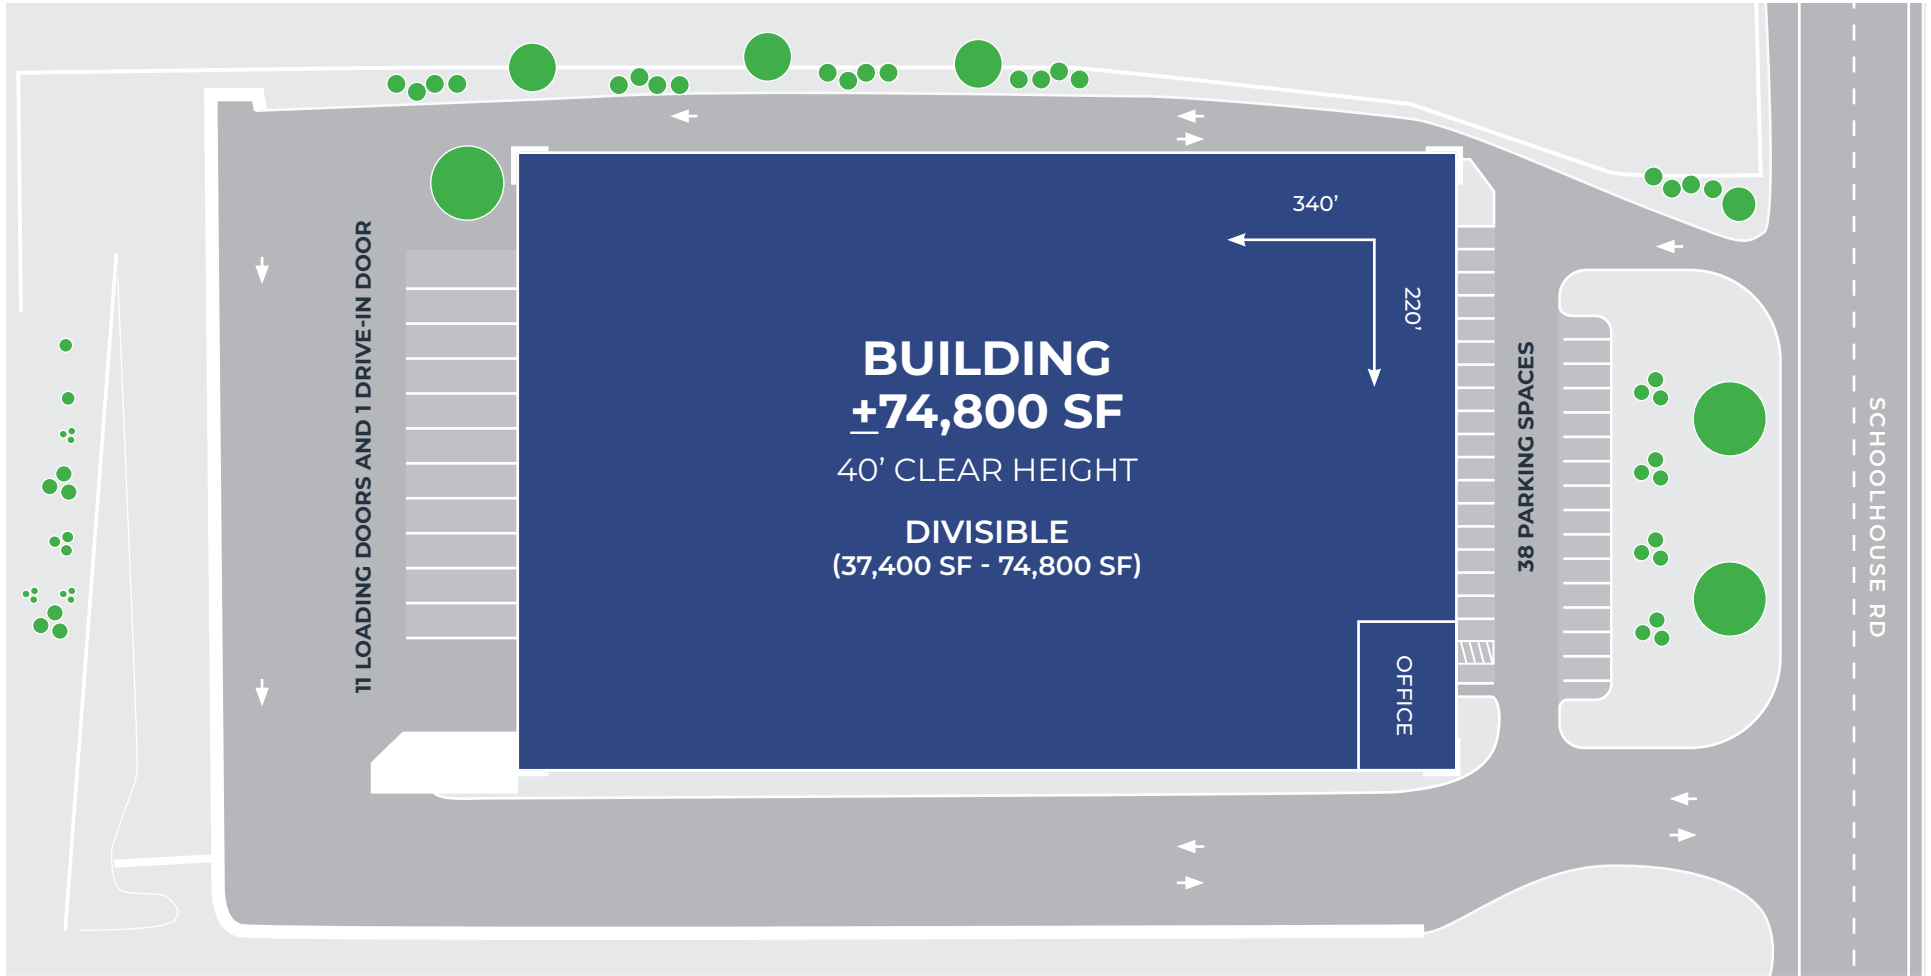 340’
220’
11 LOADING DOORS AND 1 DRIVE-IN DOOR
BUILDING
±74,800 SF
40’ CLEAR HEIGHT
DIVISIBLE
(37,400 SF - 74,800 SF)
38 PARKING SPACES
SCHOOLHOUSE RD
OFFICE